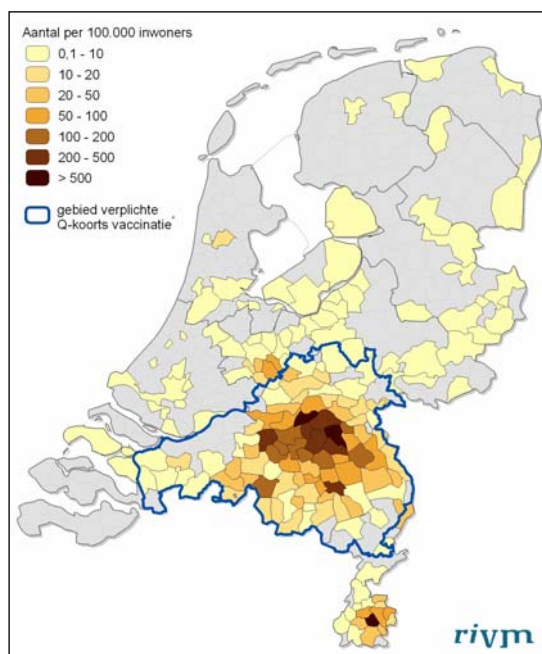 Aantal per 100.000 inwoners
0,1 - 10
10 - 20
20 - 50
50 - 100
100 - 200
200 - 500
> 500
gebied verplichte
Q-koorts vaccinatie*
rivm